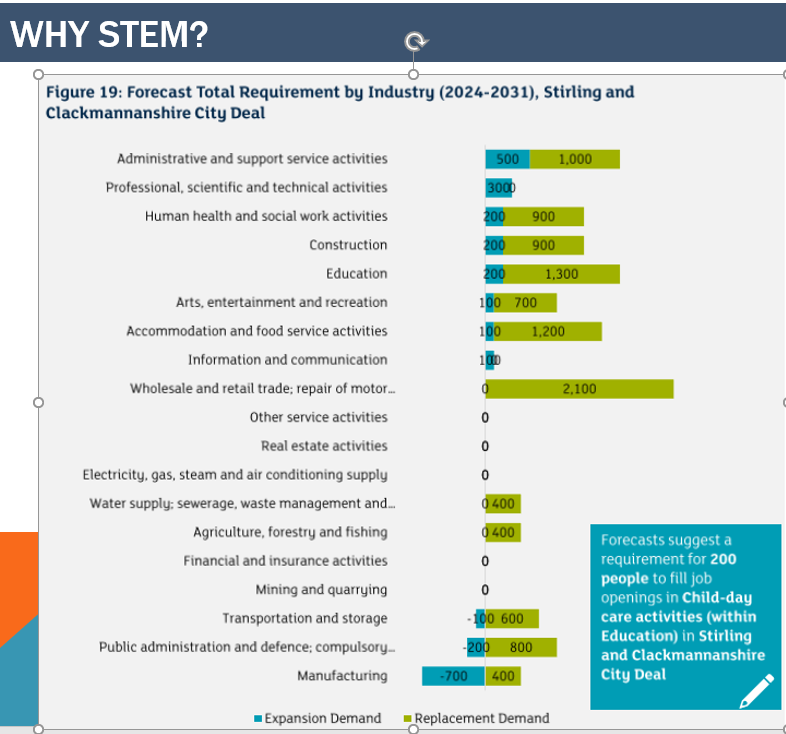 WHY STEM?
Figure 19: Forecast Total Requirement by Industry (2024-2031), Stirling and
Clackmannanshire City Deal
Administrative and support service activities 500 1,000
Professional, scientific and technical activities 300 0
Human health and social work activities 200 900
Construction 200 900
Education 200 1,300
Arts, entertainment and recreation 100 700
Accommodation and food service activities 100 1,200
Information and communication 100 0
Wholesale and retail trade; repair of motor... 0 2,100
Other service activities 0
Real estate activities 0
Electricity, gas, steam and air conditioning supply 0
Water supply; sewerage, waste management and... 0 400
Agriculture, forestry and fishing 0 400
Financial and insurance activities 0
Mining and quarrying 0
Transportation and storage -100 600
Public administration and defence; compulsory... -200 800
Manufacturing -700 400
Expansion Demand Replacement Demand
Forecasts suggest a
requirement for 200
people to fill job
openings in Child-day
care activities (within
Education) in Stirling
and Clackmannanshire
City Deal